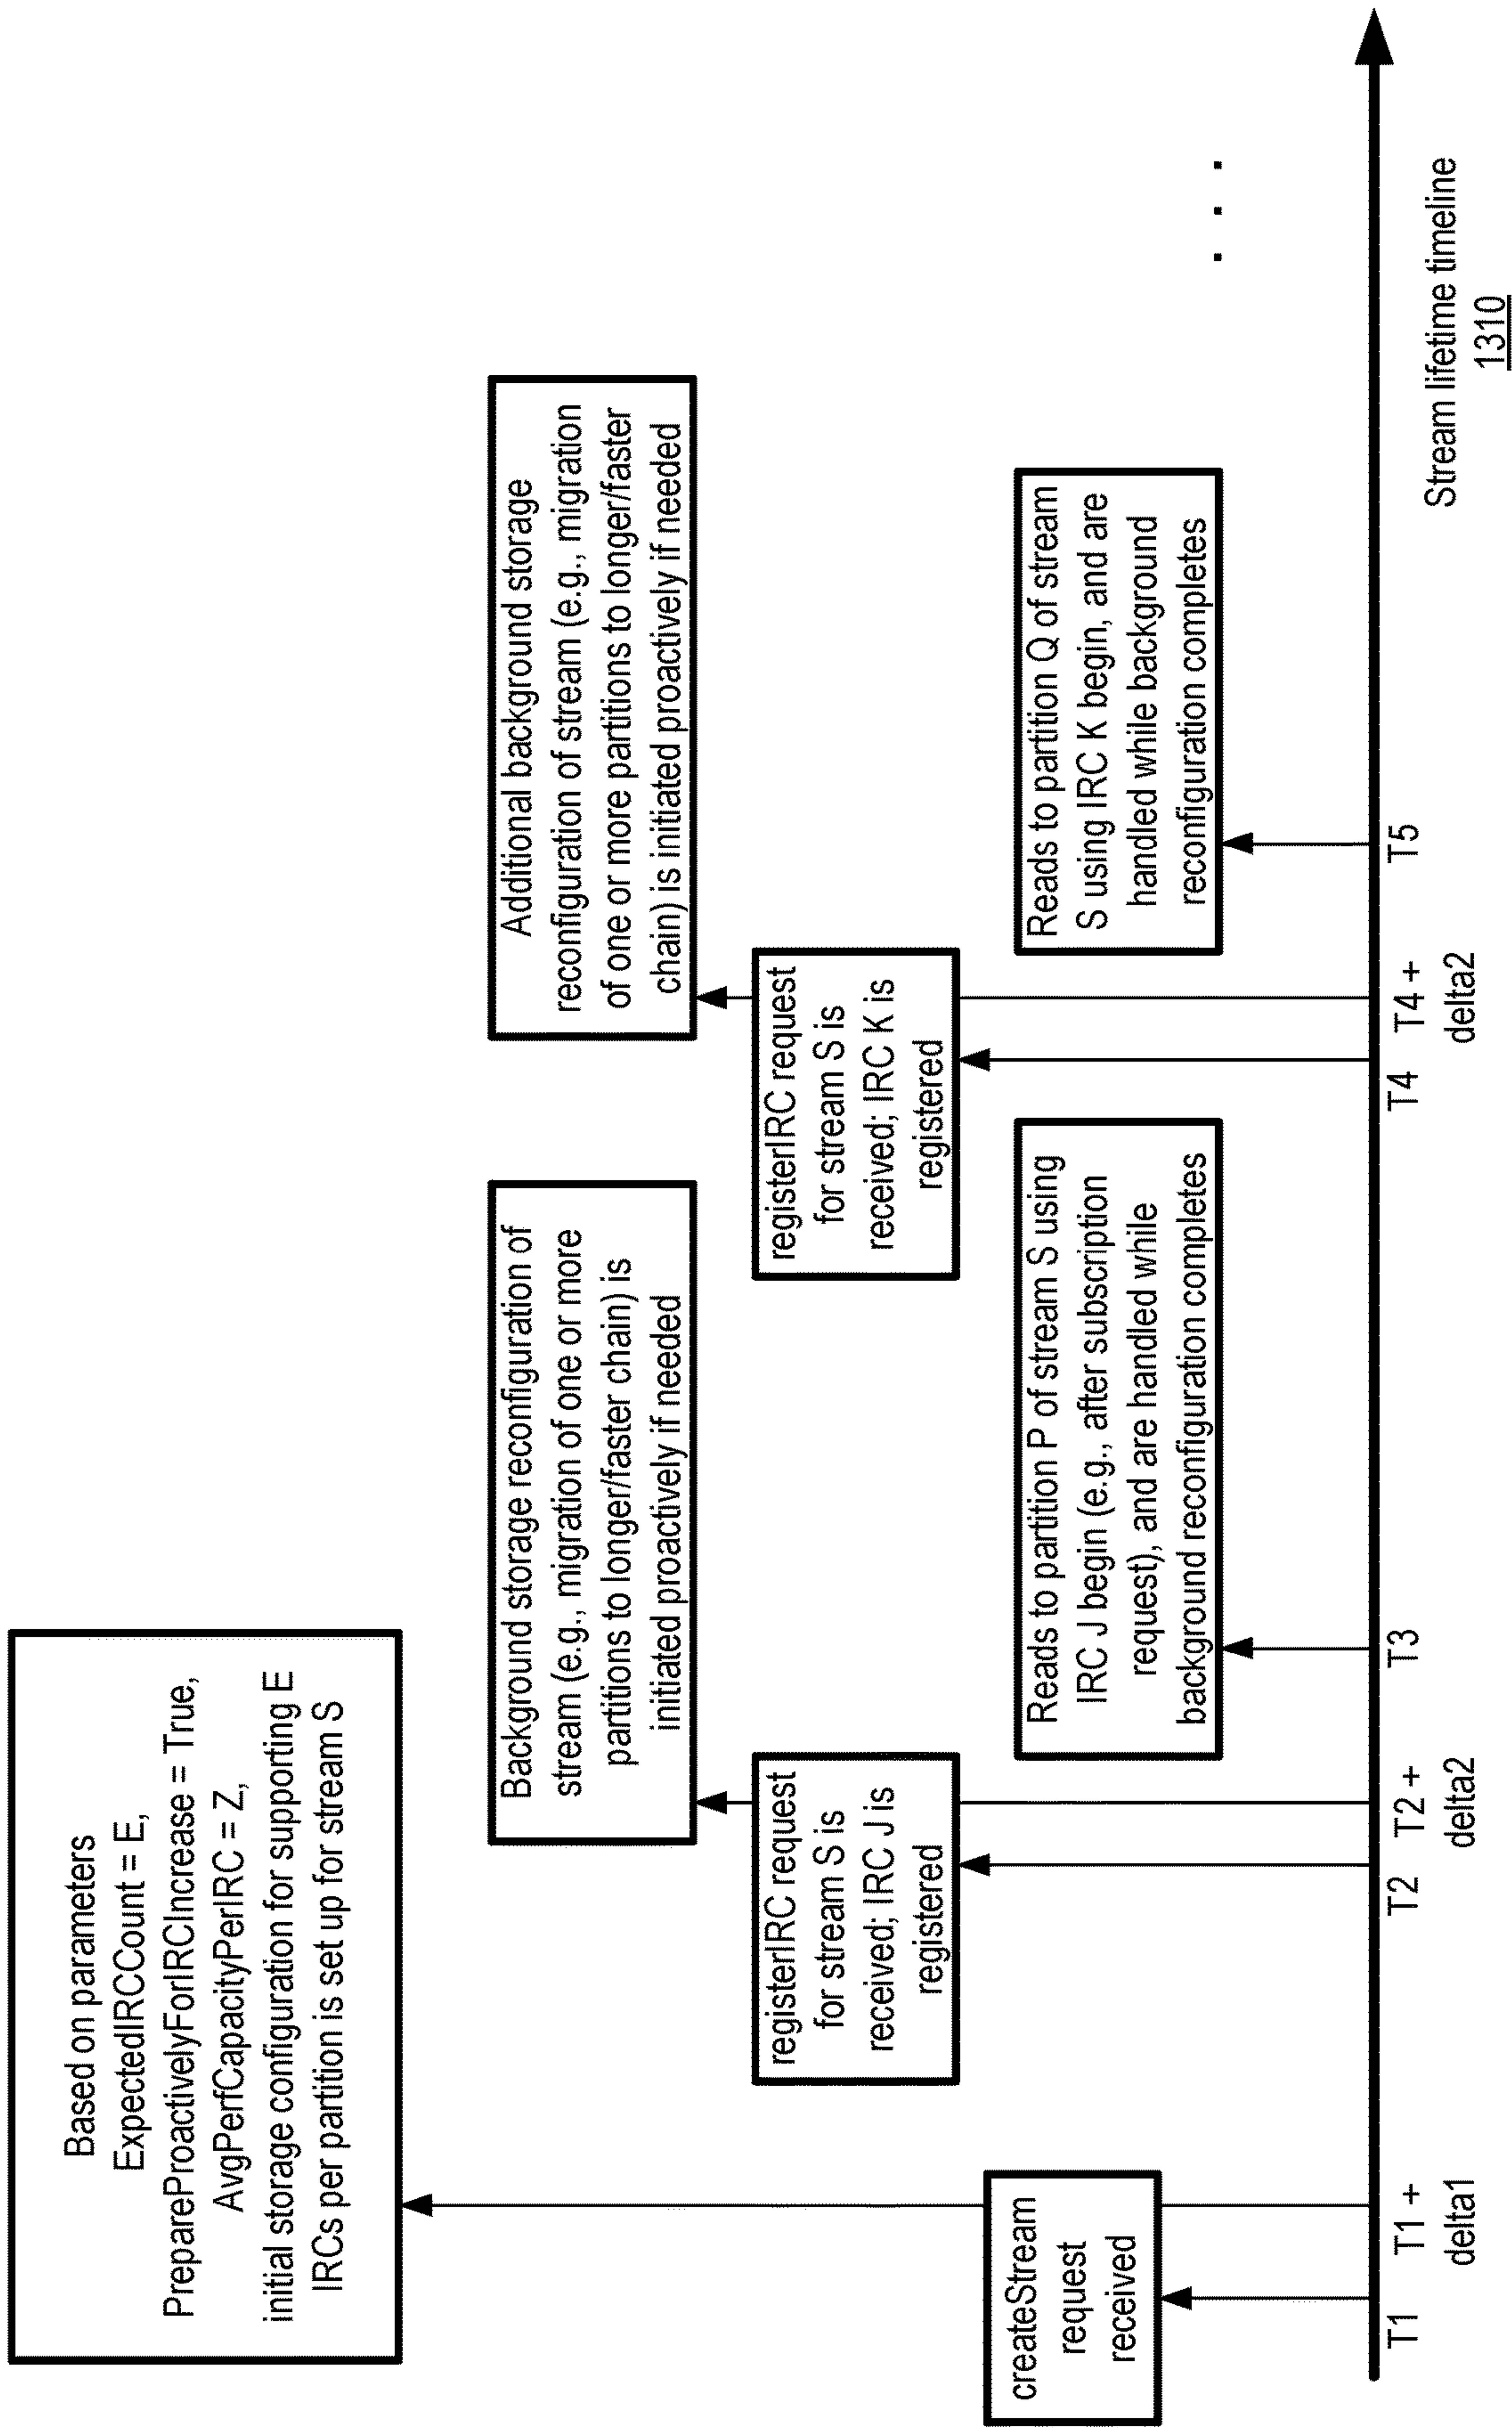 Based on parameters
ExpectedIRCCount = E,
PrepareProactivelyForIRCIncrease = True,
AvgPerfCapacityPerIRC = Z,
initial storage configuration for supporting E
IRCs per partition is set up for stream S
Background storage reconfiguration of
stream (e.g., migration of one or more
partitions to longer/faster chain) is
initiated proactively if needed
Additional background storage
reconfiguration of stream (e.g., migration
of one or more partitions to longer/faster
chain) is initiated proactively if needed
registerIRC request
for stream S is
received; IRC J is
registered
registerIRC request
for stream S is
received; IRC K is
registered
createStream
request
received
Reads to partition P of stream S using
IRC J begin (e.g., after subscription
request), and are handled while
background reconfiguration completes
Reads to partition Q of stream
S using IRC K begin, and are
handled while background
reconfiguration completes
. . .
T1
T1 +
delta1
T2
T2 +
delta2
T3
T4
T4 +
delta2
T5
Stream lifetime timeline
1310